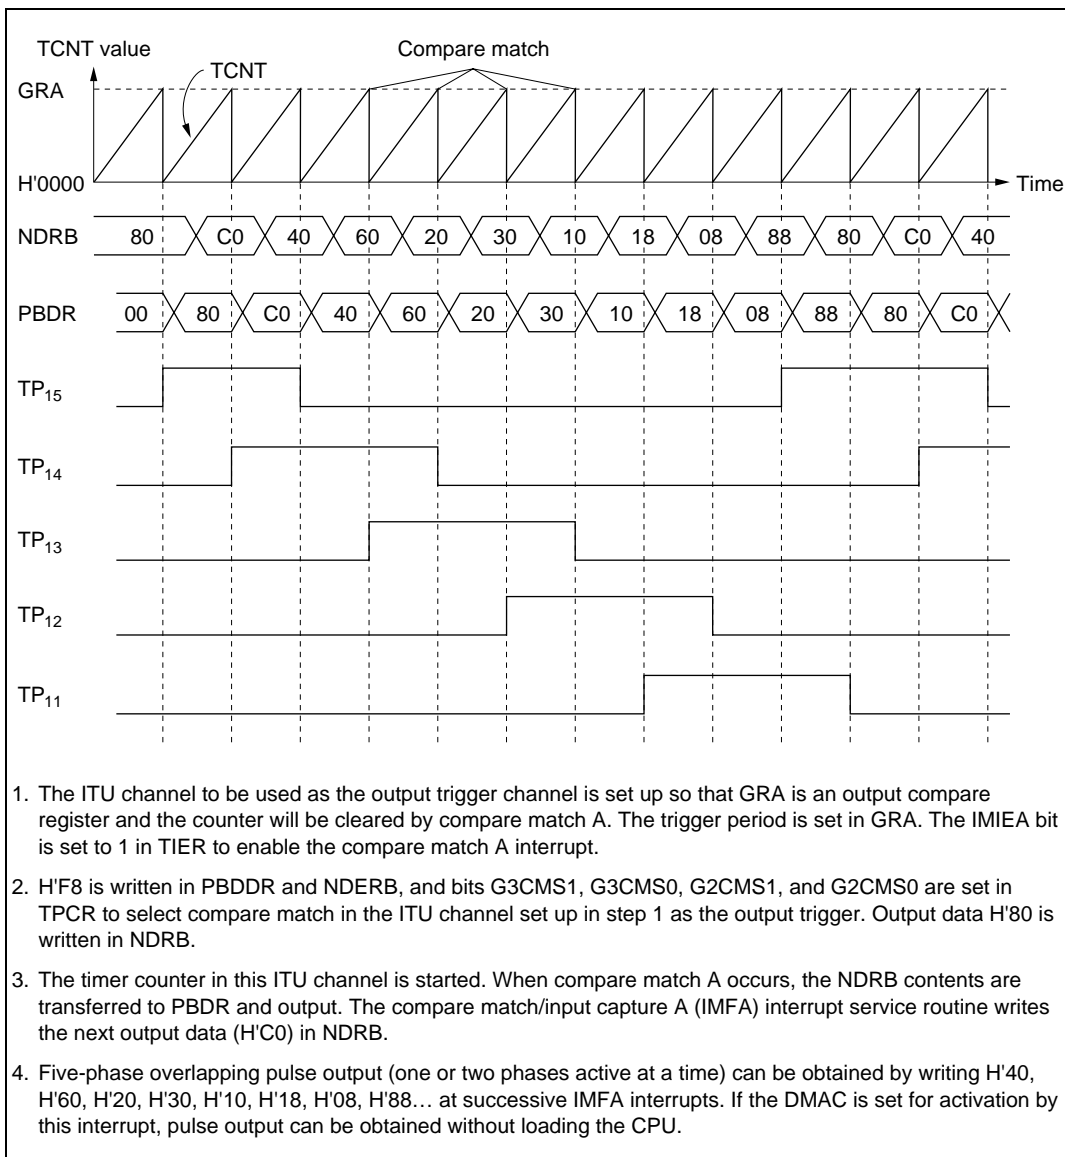 TCNT value
Compare match
TCNT
GRA
H'0000
Time
NDRB 80 C0 40 60 20 30 10 18 08 88 80 C0 40
PBDR 00 80 C0 40 60 20 30 10 18 08 88 80 C0
TP15
TP14
TP13
TP12
TP11
1. The ITU channel to be used as the output trigger channel is set up so that GRA is an output compare
register and the counter will be cleared by compare match A. The trigger period is set in GRA. The IMIEA bit
is set to 1 in TIER to enable the compare match A interrupt.
2. H'F8 is written in PBDDR and NDERB, and bits G3CMS1, G3CMS0, G2CMS1, and G2CMS0 are set in
TPCR to select compare match in the ITU channel set up in step 1 as the output trigger. Output data H'80 is
written in NDRB.
3. The timer counter in this ITU channel is started. When compare match A occurs, the NDRB contents are
transferred to PBDR and output. The compare match/input capture A (IMFA) interrupt service routine writes
the next output data (H'C0) in NDRB.
4. Five-phase overlapping pulse output (one or two phases active at a time) can be obtained by writing H'40,
H'60, H'20, H'30, H'10, H'18, H'08, H'88… at successive IMFA interrupts. If the DMAC is set for activation by
this interrupt, pulse output can be obtained without loading the CPU.